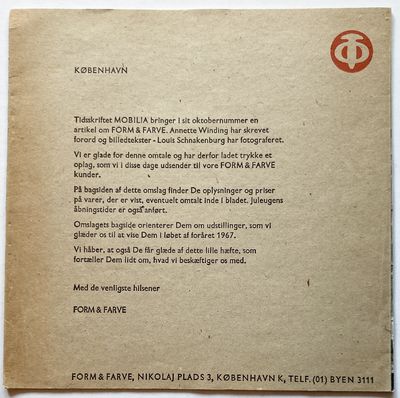 KØBENHAVN
Tidsskriftet MOBILIA bringer i sit oktobernummer en
artikel om FORM & FARVE. Annette Winding har skrevet
forord og billedtekster - Louis Schnakenburg har fotograferet.
Vi er glade for denne omtale og har derfor ladet trykke et
oplag, som vi i disse dage udsender til vore FORM & FARVE
kunder.
På bagsiden af dette omslag finder De oplysninger og priser
på varer, der er vist, eventuelt omtalt inde i bladet. Juleugens
åbningstider er også anført.
Omslagets bagside orienterer Dem om udstillinger, som vi
glæder os til at vise Dem i løbet af foråret 1967.
Vi håber, at også De får glæde af dette lille hæfte, som
fortæller Dem lidt om, hvad vi beskæftiger os med.
Med de venligste hilsener
FORM & FARVE
FORM & FARVE, NIKOLAJ PLADS 3, KØBENHAVN K, TELF. (01) BYEN 3111